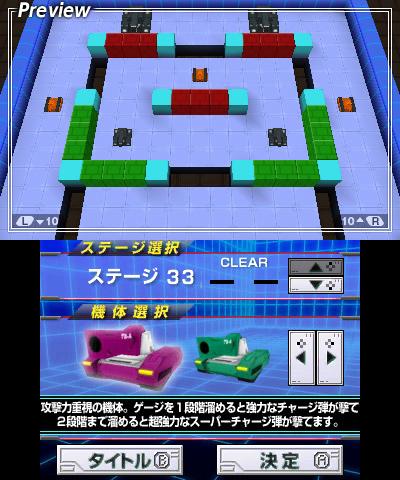 Preview
L ▼10
10▲ R
ステージ選択
ステージ 33
CLEAR
-- --
機体選択
攻撃力重視の機体。ゲージを1段階溜めると強力なチャージ弾が撃て
2段階まで溜めると超強力なスーパーチャージ弾が撃てます。
タイトル B
決定 A